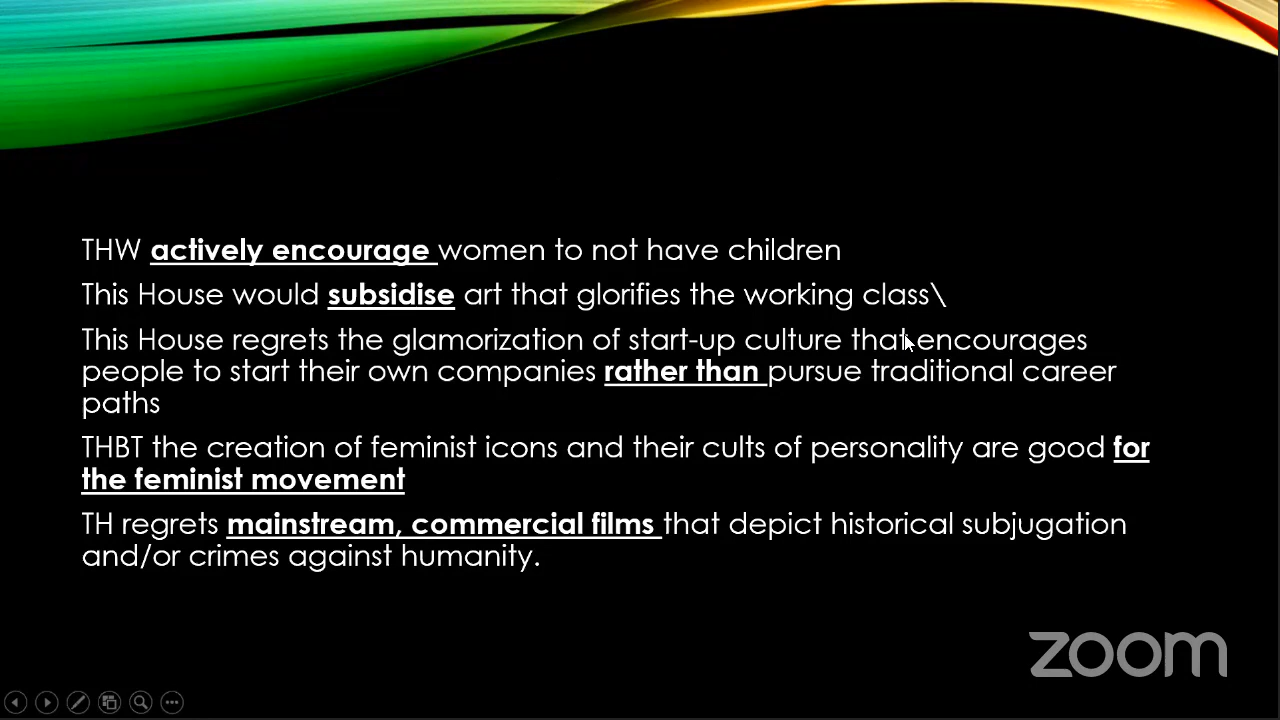 THW actively encourage women to not have children
This House would subsidise art that glorifies the working class\
This House regrets the glamorization of start-up culture that encourages
people to start their own companies rather than pursue traditional career
paths
THBT the creation of feminist icons and their cults of personality are good for
the feminist movement
TH regrets mainstream, commercial films that depict historical subjugation
and/or crimes against humanity.
zoom